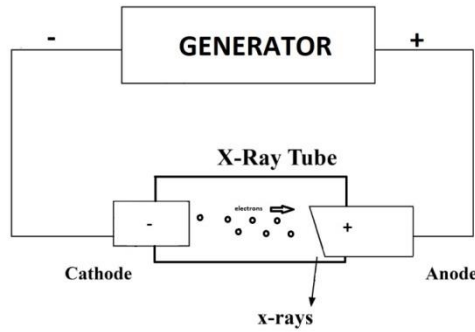 - GENERATOR +
X-Ray Tube
electrons
- +
Cathode Anode
x-rays